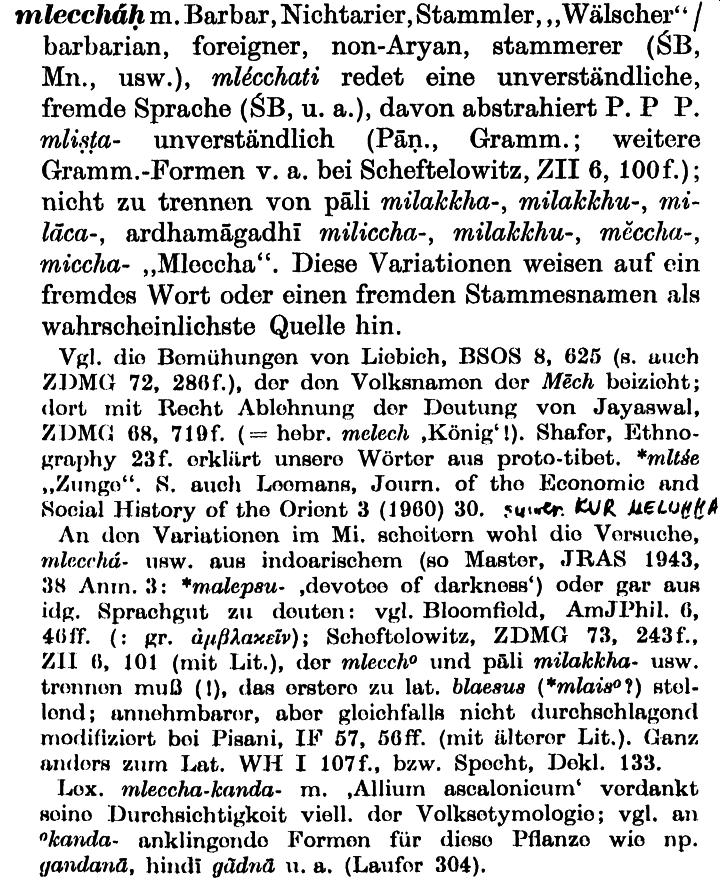 mlecchá​ḥ m. Barbar, Nichtarier, Stammler, „Wälscher“ /
barbarian, foreigner, non-Aryan, stammerer (ŚB,
Mn., usw.), mlécchati redet eine unverständliche,
fremde Sprache (ŚB, u. a.), davon abstrahiert P. P P.
mliṣṭa- unverständlich (Pāṇ., Gramm.; weitere
Gramm.-Formen v. a. bei Scheftelowitz, ZII 6, 100f.);
nicht zu trennen von pāli milakkha-, milakkhu-, mi-
lāca-, ardhamāgadhī miliccha-, milakkhu-, mĕccha-,
miccha- „Mleccha“. Diese Variationen weisen auf ein
fremdes Wort oder einen fremden Stammesnamen als
wahrscheinlichste Quelle hin.
Vgl. die Bemühungen von Liebich, BSOS 8, 625 (s. auch
ZDMG 72, 286f.), der den Volksnamen der Mēch beizieht;
dort mit Recht Ablehnung der Deutung von Jayaswal,
ZDMG 68, 719f. (= hebr. melech ‚König‘!). Shafer, Ethno-
graphy 23f. erklärt unsere Wörter aus proto-tibet. *mltśe
„Zunge“. S. auch Leemans, Journ. of the Economic and
Social History of the Orient 3 (1960) 30. sumer. KUR MELUḪḪA
An den Variationen im Mi. scheitern wohl die Versuche,
mlecchá- usw. aus indoarischem (so Master, JRAS 1943,
38 Anm. 3: *malepsu- ‚devotee of darkness‘) oder gar aus
idg. Sprachgut zu deuten: vgl. Bloomfield, AmJPhil. 6,
46ff. (: gr. ἀμβλακεῖν); Scheftelowitz, ZDMG 73, 243f.,
ZII 6, 101 (mit Lit.), der mlecch° und pāli milakkha- usw.
trennen muß (!), das erstere zu lat. blaesus (*mlais°?) stel-
lend; annehmbarer, aber gleichfalls nicht durchschlagend
modifiziert bei Pisani, IF 57, 56ff. (mit älterer Lit.). Ganz
anders zum Lat. WH I 107f., bzw. Specht, Dekl. 133.
Lex. mleccha-kanda- m. ‚Allium ascalonicum‘ verdankt
seine Durchsichtigkeit viell. der Volksetymologie; vgl. an
°kanda- anklingende Formen für diese Pflanze wie np.
gandanā, hindī gā̆dnā u. a. (Laufer 304).